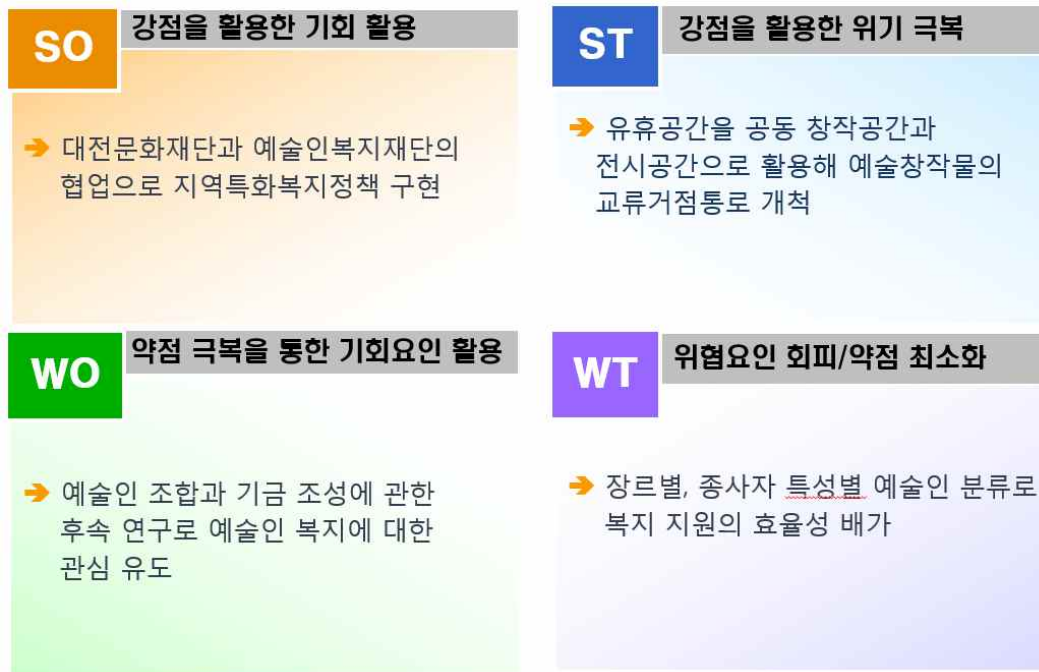 SO
강점을 활용한 기회 활용
➔ 대전문화재단과 예술인복지재단의
협업으로 지역특화복지정책 구현
ST
강점을 활용한 위기 극복
➔ 유휴공간을 공동 창작공간과
전시공간으로 활용해 예술창작물의
교류거점통로 개척
WO
약점 극복을 통한 기회요인 활용
➔ 예술인 조합과 기금 조성에 관한
후속 연구로 예술인 복지에 대한
관심 유도
WT
위협요인 회피/약점 최소화
➔ 장르별, 종사자 특성별 예술인 분류로
복지 지원의 효율성 배가